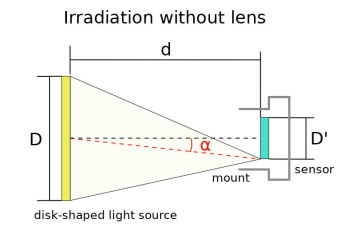 Irradiation without lens
d
D
α
D'
mount
sensor
disk-shaped light source